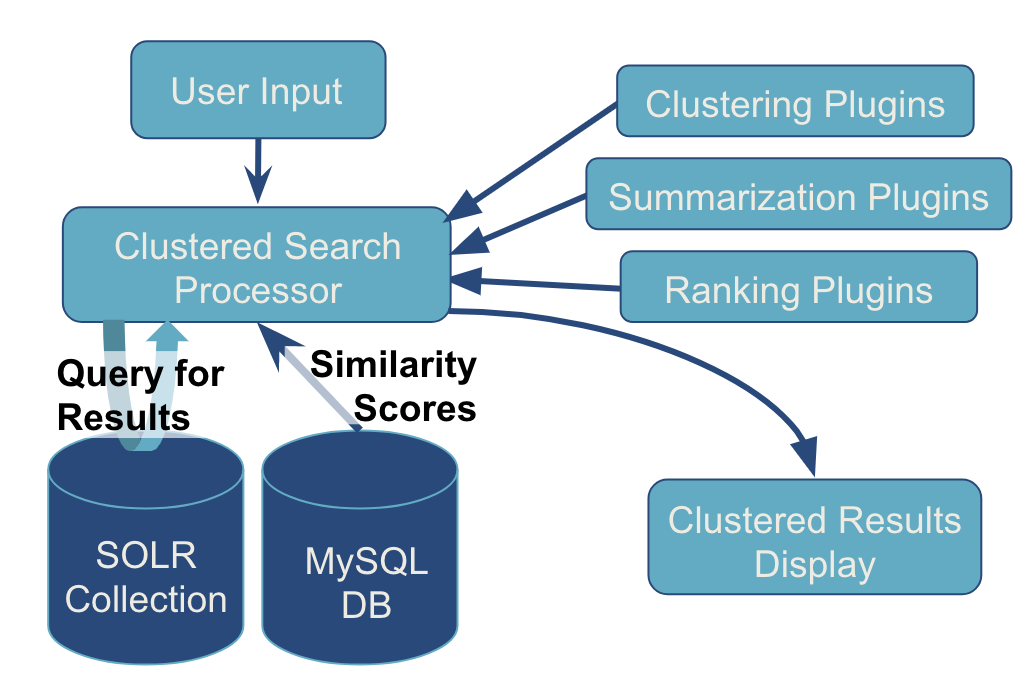 User Input
Clustering Plugins
Summarization Plugins
Clustered Search
Processor
Ranking Plugins
Query for
Results
Similarity
Scores
SOLR
Collection
MySQL
DB
Clustered Results
Display